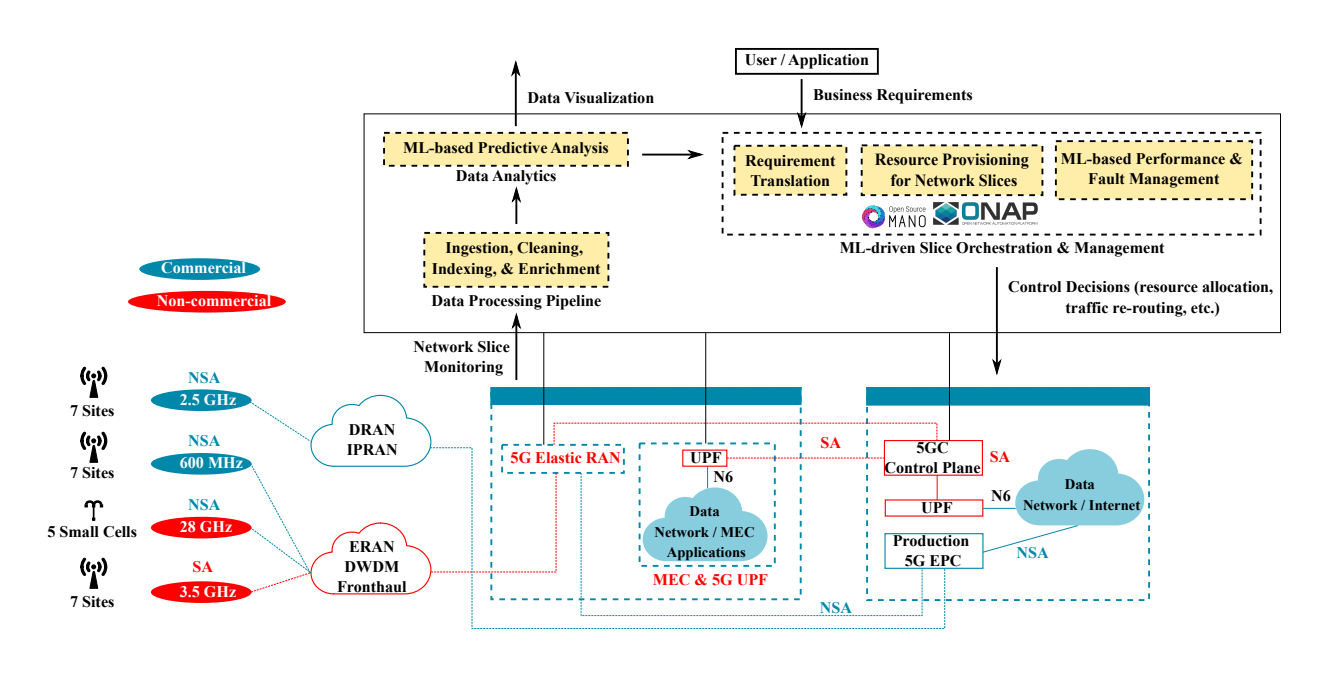 User / Application
Data Visualization
Business Requirements
ML-based Predictive Analysis
Data Analytics
Requirement
Translation
Resource Provisioning
for Network Slices
ML-based Performance &
Fault Management
Open Source
MANO
ONAP
OPEN NETWORK AUTOMATION PLATFORM
ML-driven Slice Orchestration & Management
Ingestion, Cleaning,
Indexing, & Enrichment
Data Processing Pipeline
Commercial
Non-commercial
Control Decisions (resource allocation,
traffic re-routing, etc.)
Network Slice
Monitoring
NSA
2.5 GHz
7 Sites
NSA
600 MHz
7 Sites
NSA
28 GHz
5 Small Cells
SA
3.5 GHz
7 Sites
DRAN
IPRAN
ERAN
DWDM
Fronthaul
5G Elastic RAN
UPF
N6
Data
Network / MEC
Applications
MEC & 5G UPF
SA
NSA
5GC
Control Plane
SA
UPF
N6
Data
Network / Internet
Production
5G EPC
NSA